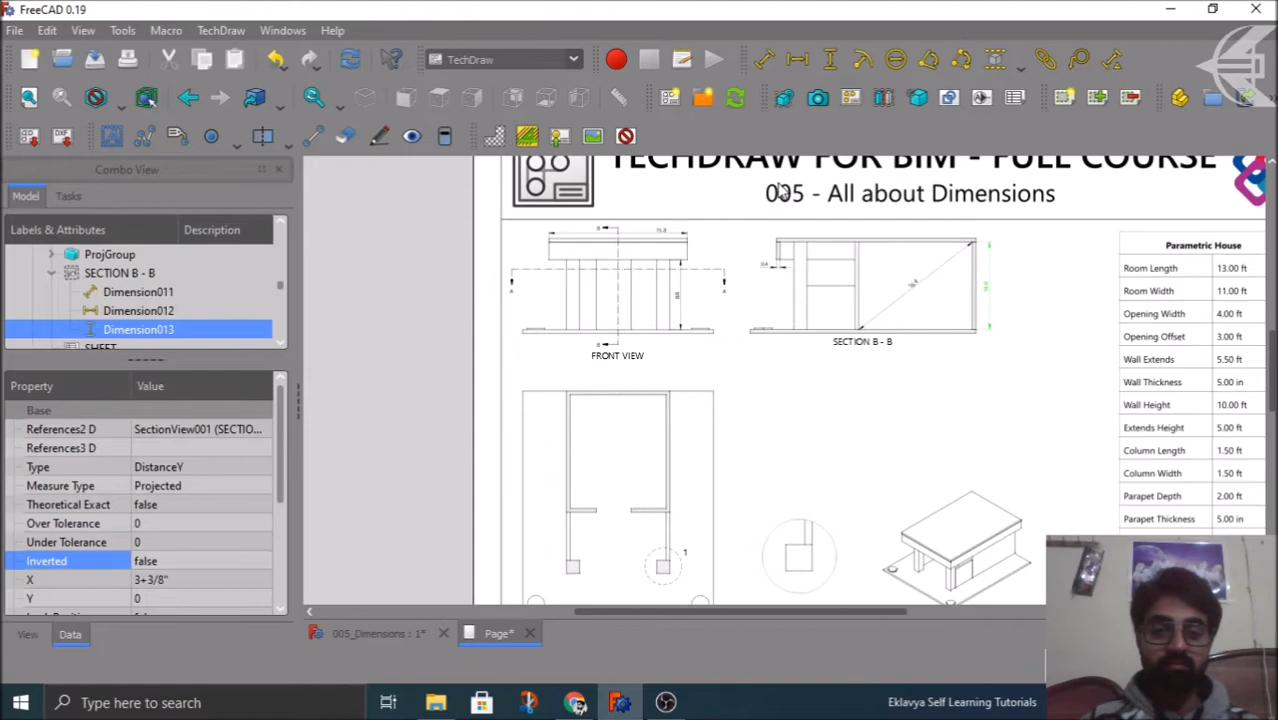 FreeCAD 0.19
File Edit View Tools Macro TechDraw Windows Help
TechDraw
Combo View
Model Tasks
Labels & Attributes Description
ProjGroup
SECTION B - B
Dimension011
Dimension012
Dimension013
SHEET
Property Value
Base
References2 D SectionView001 (SECTIO...
References3 D
Type DistanceY
Measure Type Projected
Theoretical Exact false
Over Tolerance 0
Under Tolerance 0
Inverted false
X 3+3/8"
Y 0
View Data
TECHDRAW FOR BIM - FULL COURSE
005 - All about Dimensions
B
15.8
A A
B
FRONT VIEW
SECTION B - B
1
Parametric House
Room Length 13.00 ft
Room Width 11.00 ft
Opening Width 4.00 ft
Opening Offset 3.00 ft
Wall Extends 5.50 ft
Wall Thickness 5.00 in
Wall Height 10.00 ft
Extends Height 5.00 ft
Column Length 1.50 ft
Column Width 1.50 ft
Parapet Depth 2.00 ft
Parapet Thickness 5.00 in
005_Dimensions : 1*
Page*
Type here to search
Eklavya Self Learning Tutorials